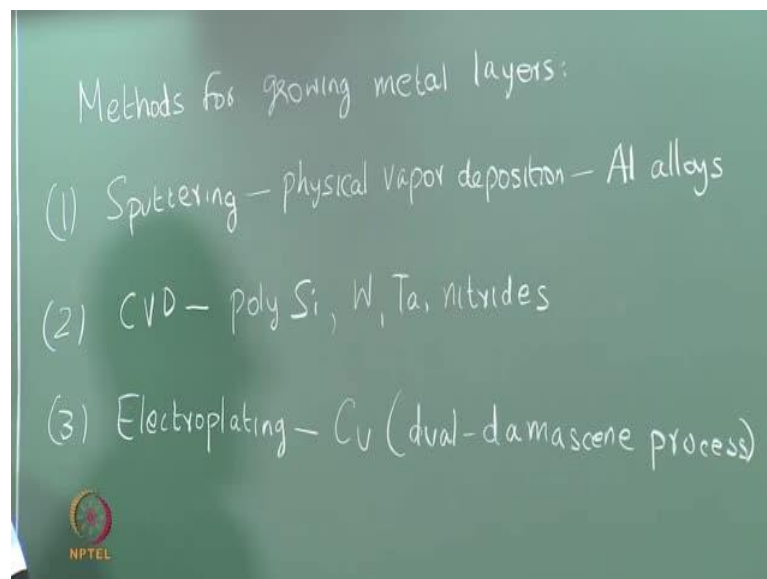 Methods for growing metal layers:
(1) Sputtering – physical vapor deposition – Al alloys
(2) CVD – poly Si, W, Ta, nitrides
(3) Electroplating – Cu (dual-damascene process)
NPTEL